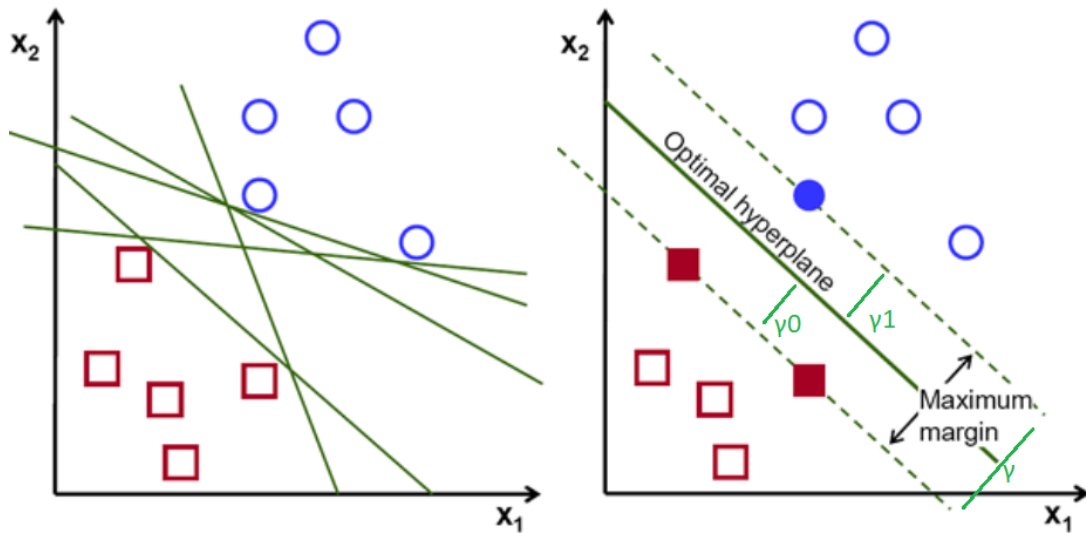 x₂
x₁
x₂
Optimal hyperplane
γ0
γ1
Maximum
margin
γ
x₁